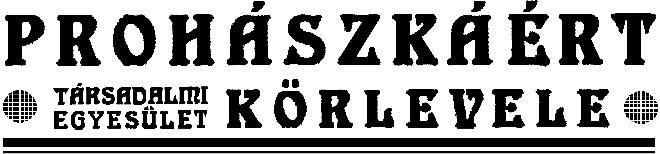 PROHÁSZKÁÉRT
TÁRSADALMI
EGYESÜLET
KÖRLEVELE